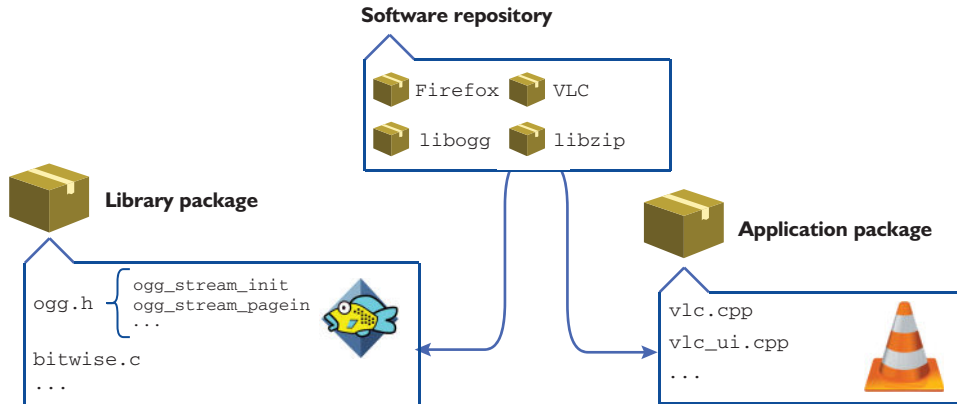 Software repository
Firefox VLC
libogg libzip
Library package
ogg.h
ogg_stream_init
ogg_stream_pagein
...
bitwise.c
...
Application package
vlc.cpp
vlc_ui.cpp
...